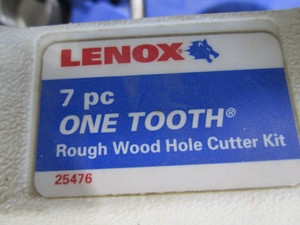 LENOX
7 pc
ONE TOOTH®
Rough Wood Hole Cutter Kit
25476